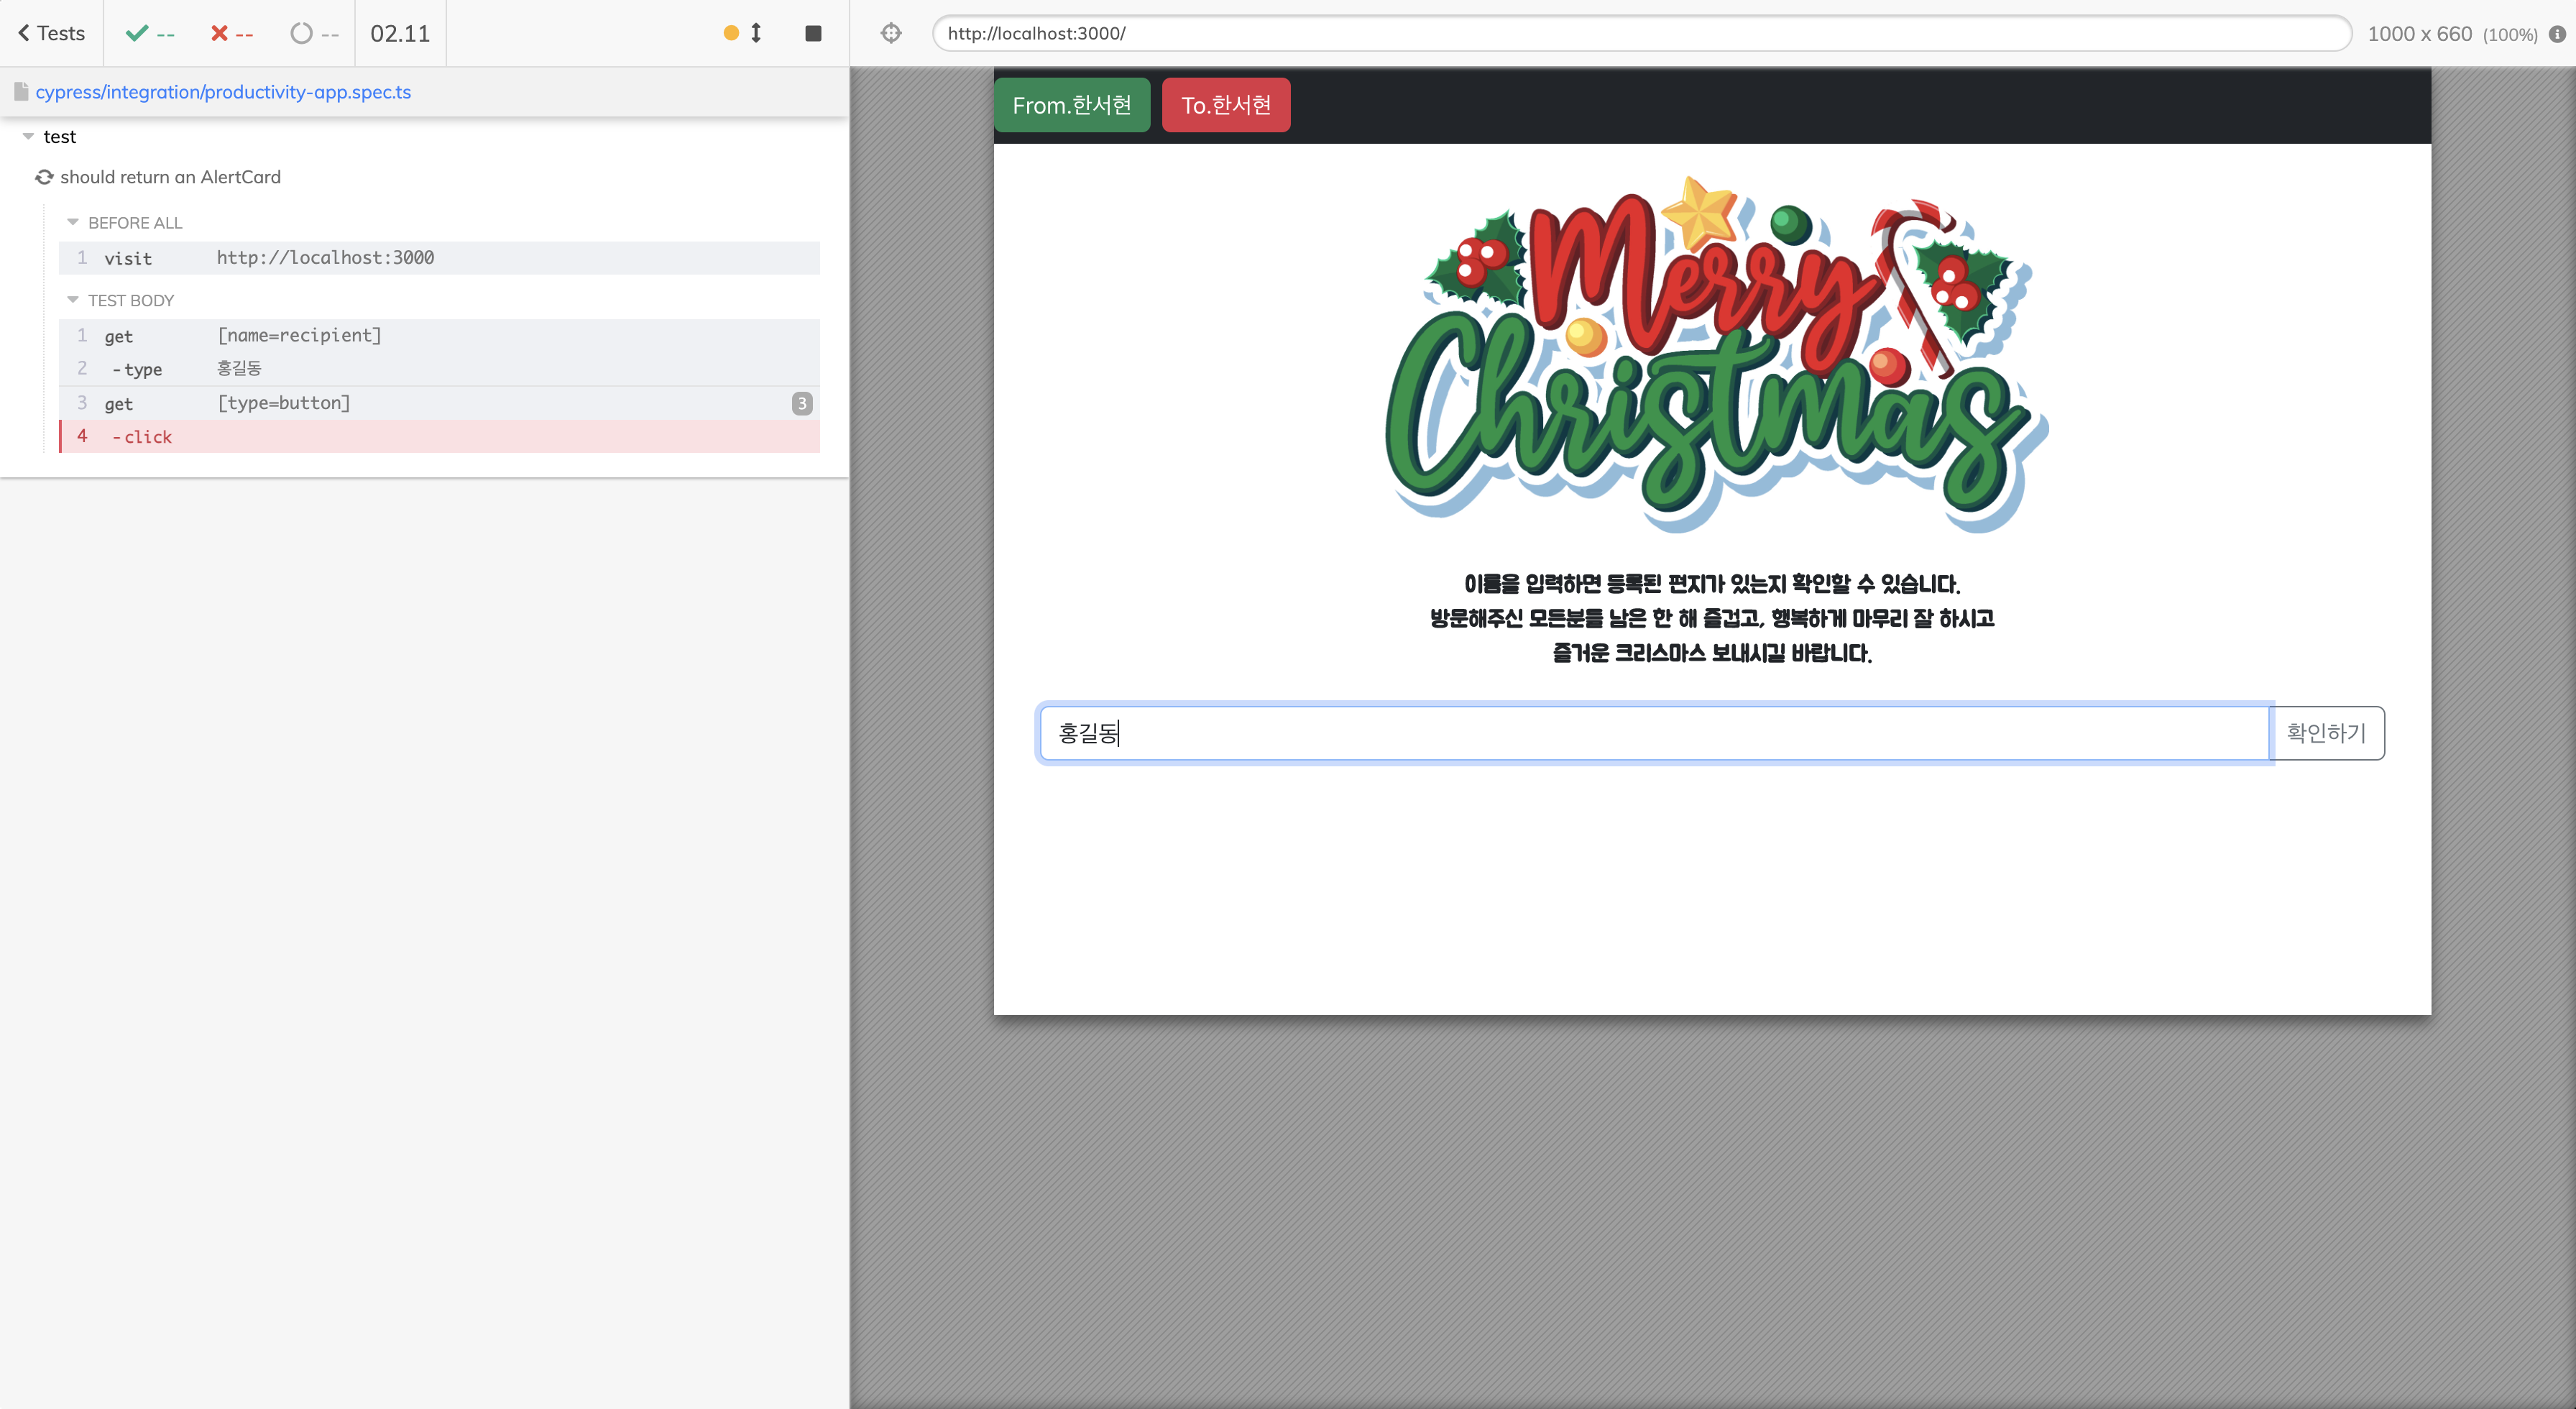 Tests
--
--
--
02.11
http://localhost:3000/
1000 x 660 (100%)
cypress/integration/productivity-app.spec.ts
test
should return an AlertCard
BEFORE ALL
1 visit http://localhost:3000
TEST BODY
1 get [name=recipient]
2 -type 홍길동
3 get [type=button] 3
4 -click
From.한서현
To.한서현
Merry
Christmas
이름을 입력하면 등록된 편지가 있는지 확인할 수 있습니다.
방문해주신 모든분들 남은 한 해 즐겁고, 행복하게 마무리 잘 하시고
즐거운 크리스마스 보내시길 바랍니다.
홍길동
확인하기